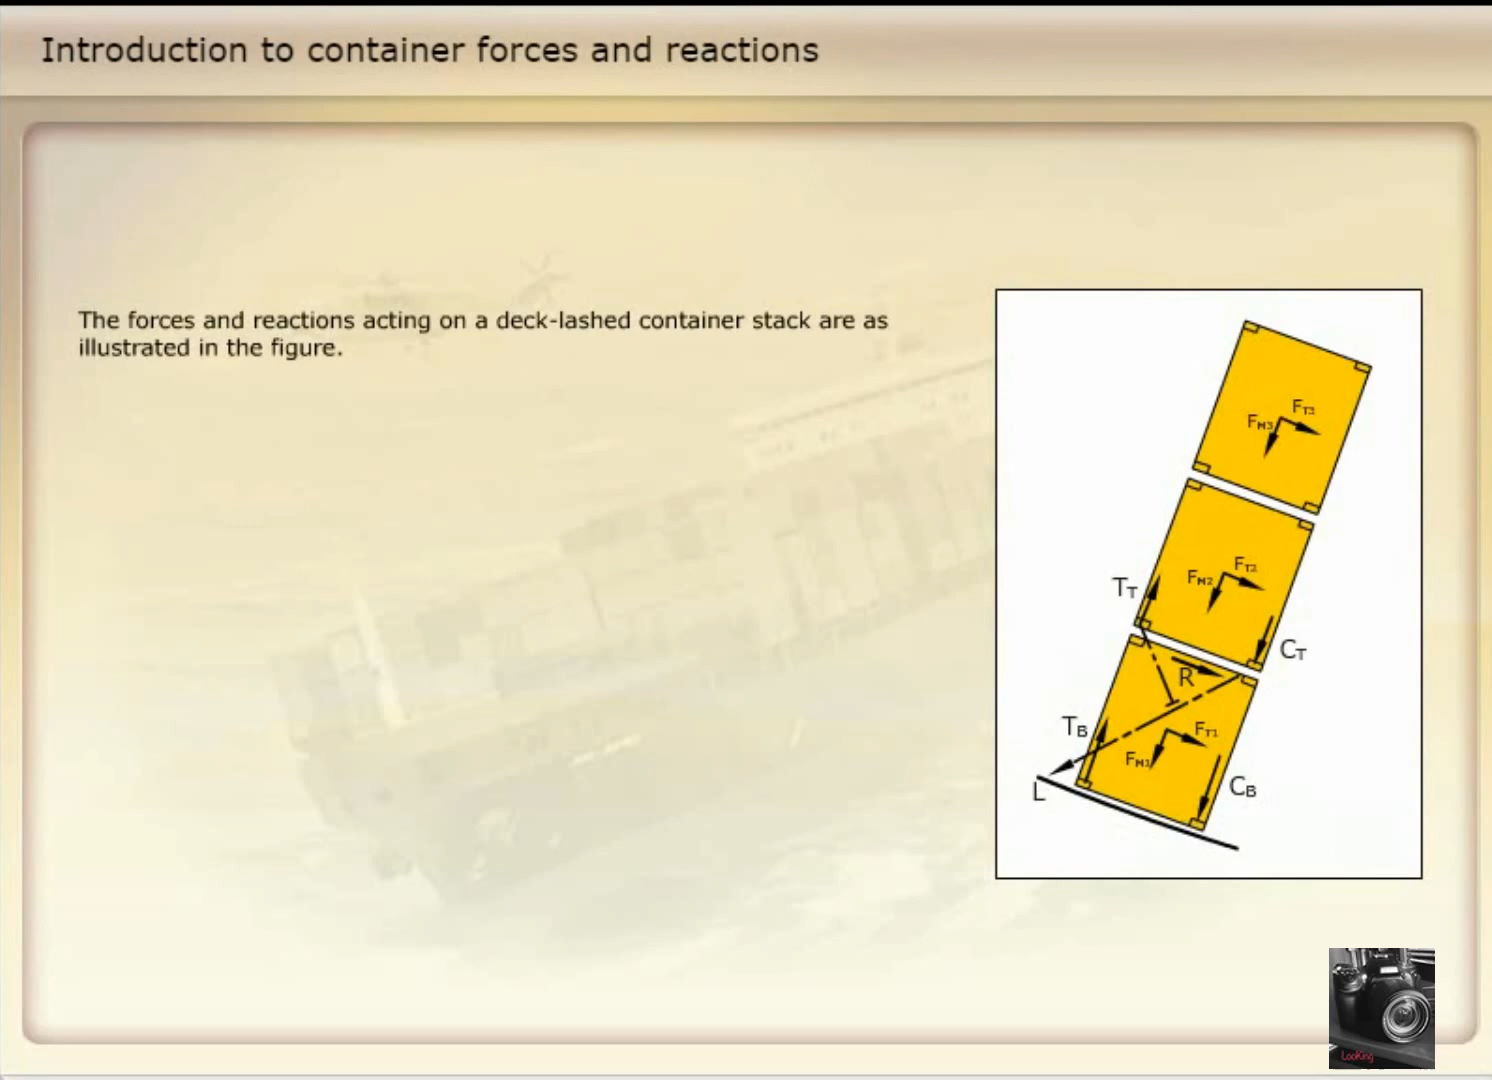 Introduction to container forces and reactions
The forces and reactions acting on a deck-lashed container stack are as
illustrated in the figure.
FT3
FM3
FT2
FM2
TT
CT
R
TB
FT1
FM1
CB
L
LooKing